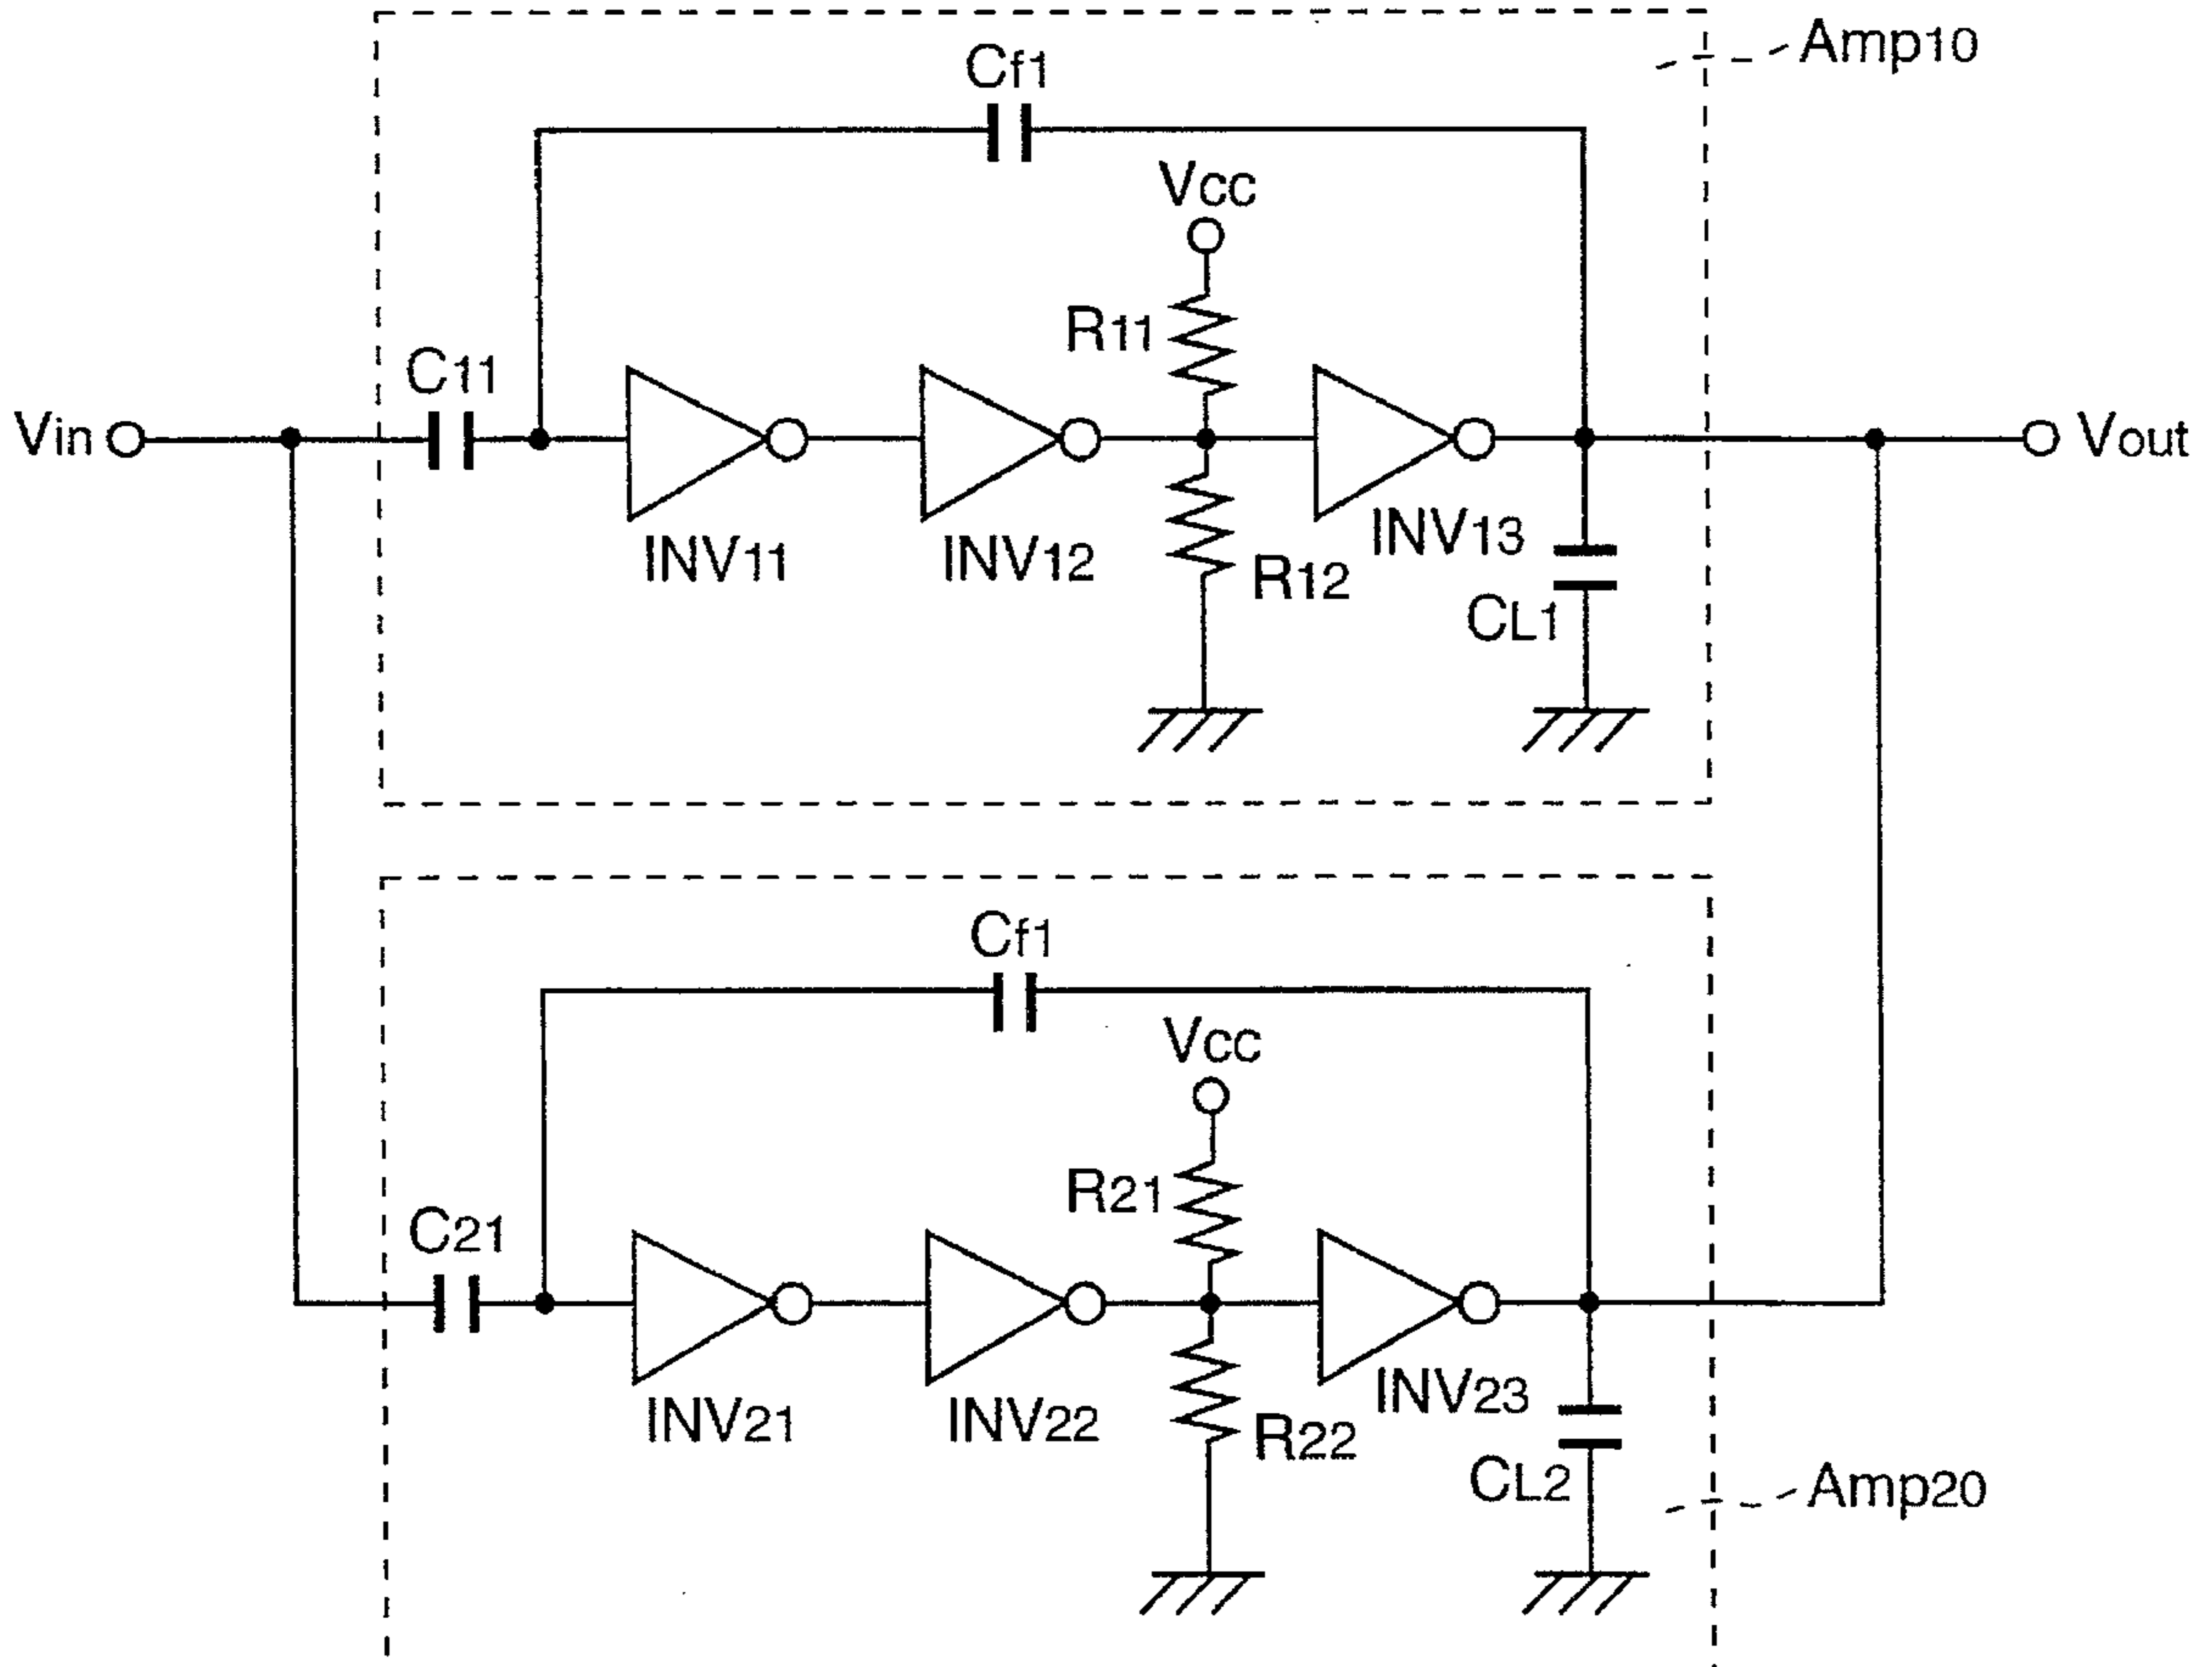 Amp10
Cf1
Vcc
R11
C11
Vin
Vout
INV11
INV12
INV13
R12
CL1
Cf1
Vcc
R21
C21
INV21
INV22
INV23
R22
CL2
Amp20